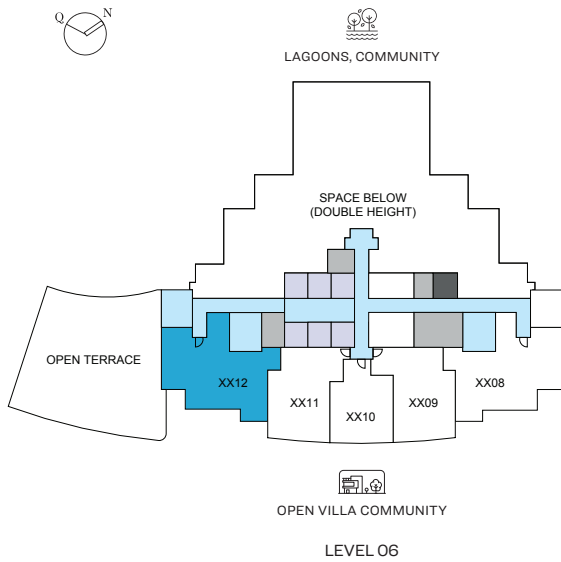 Q N
LAGOONS, COMMUNITY
SPACE BELOW
(DOUBLE HEIGHT)
OPEN TERRACE
XX12
XX11
XX10
XX09
XX08
OPEN VILLA COMMUNITY
LEVEL 06